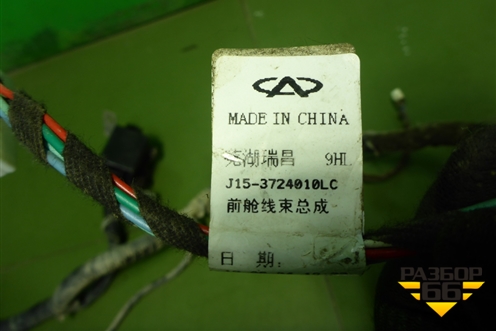 MADE IN CHINA
芜湖瑞昌 9HL
J15-3724010LC
前舱线束总成
日 期:
РАЗБОР
66